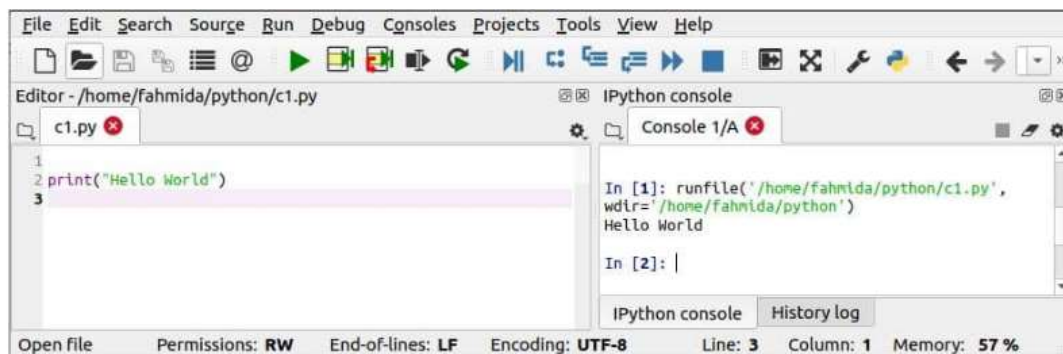 File Edit Search Source Run Debug Consoles Projects Tools View Help
@
Editor - /home/fahmida/python/c1.py
c1.py
1
2 print("Hello World")
3
IPython console
Console 1/A
In [1]: runfile('/home/fahmida/python/c1.py',
wdir='/home/fahmida/python')
Hello World
In [2]:
IPython console History log
Open file Permissions: RW End-of-lines: LF Encoding: UTF-8 Line: 3 Column: 1 Memory: 57 %